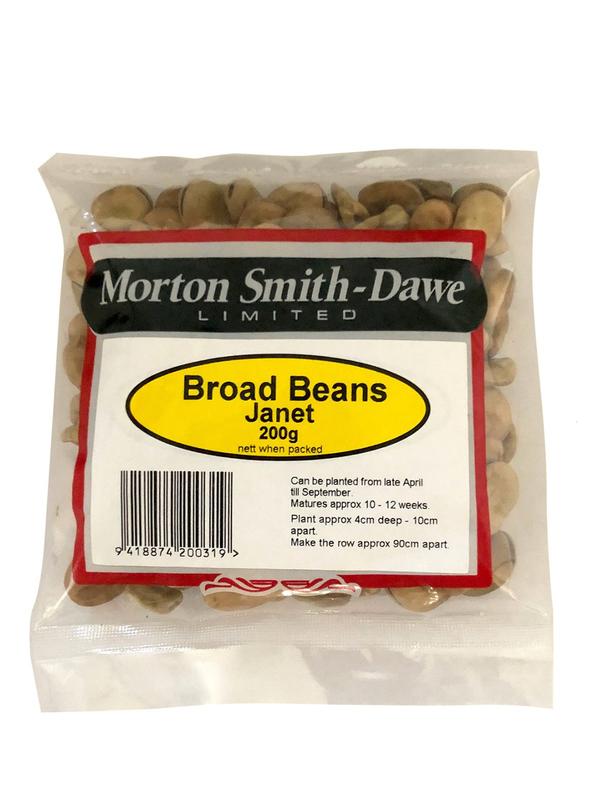 Morton Smith-Dawe
LIMITED
Broad Beans
Janet
200g
nett when packed
Can be planted from late April
till September.
Matures approx 10 - 12 weeks.
Plant approx 4cm deep - 10cm
apart.
Make the row approx 90cm apart.
9 418874 200319 >